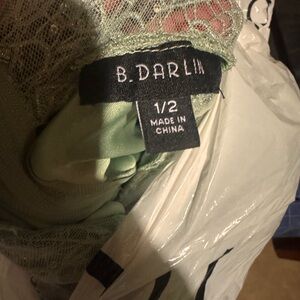 B. DARLIN
1/2
MADE IN
CHINA